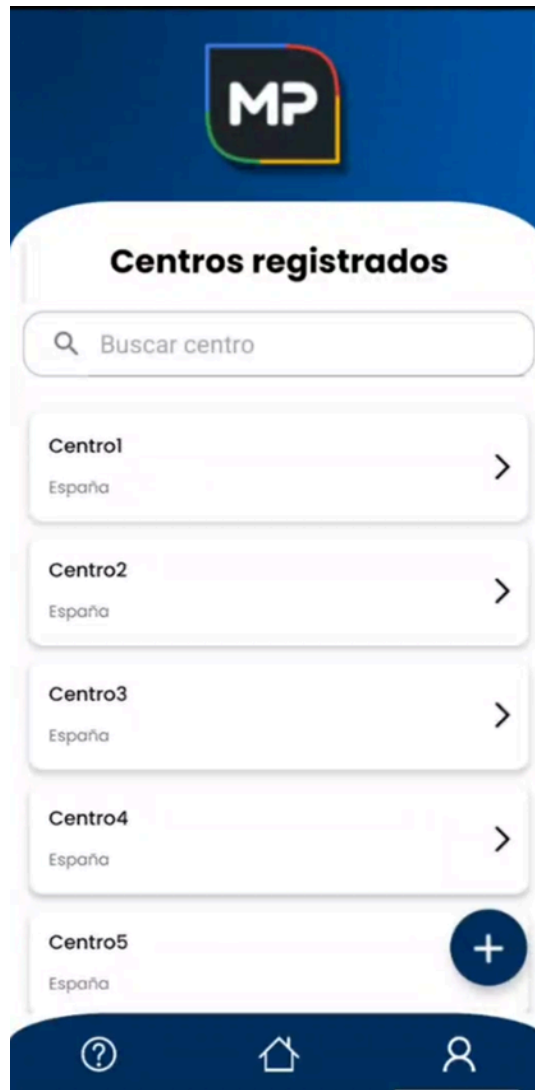 MP
Centros registrados
Buscar centro
Centro1
España
Centro2
España
Centro3
España
Centro4
España
Centro5
España